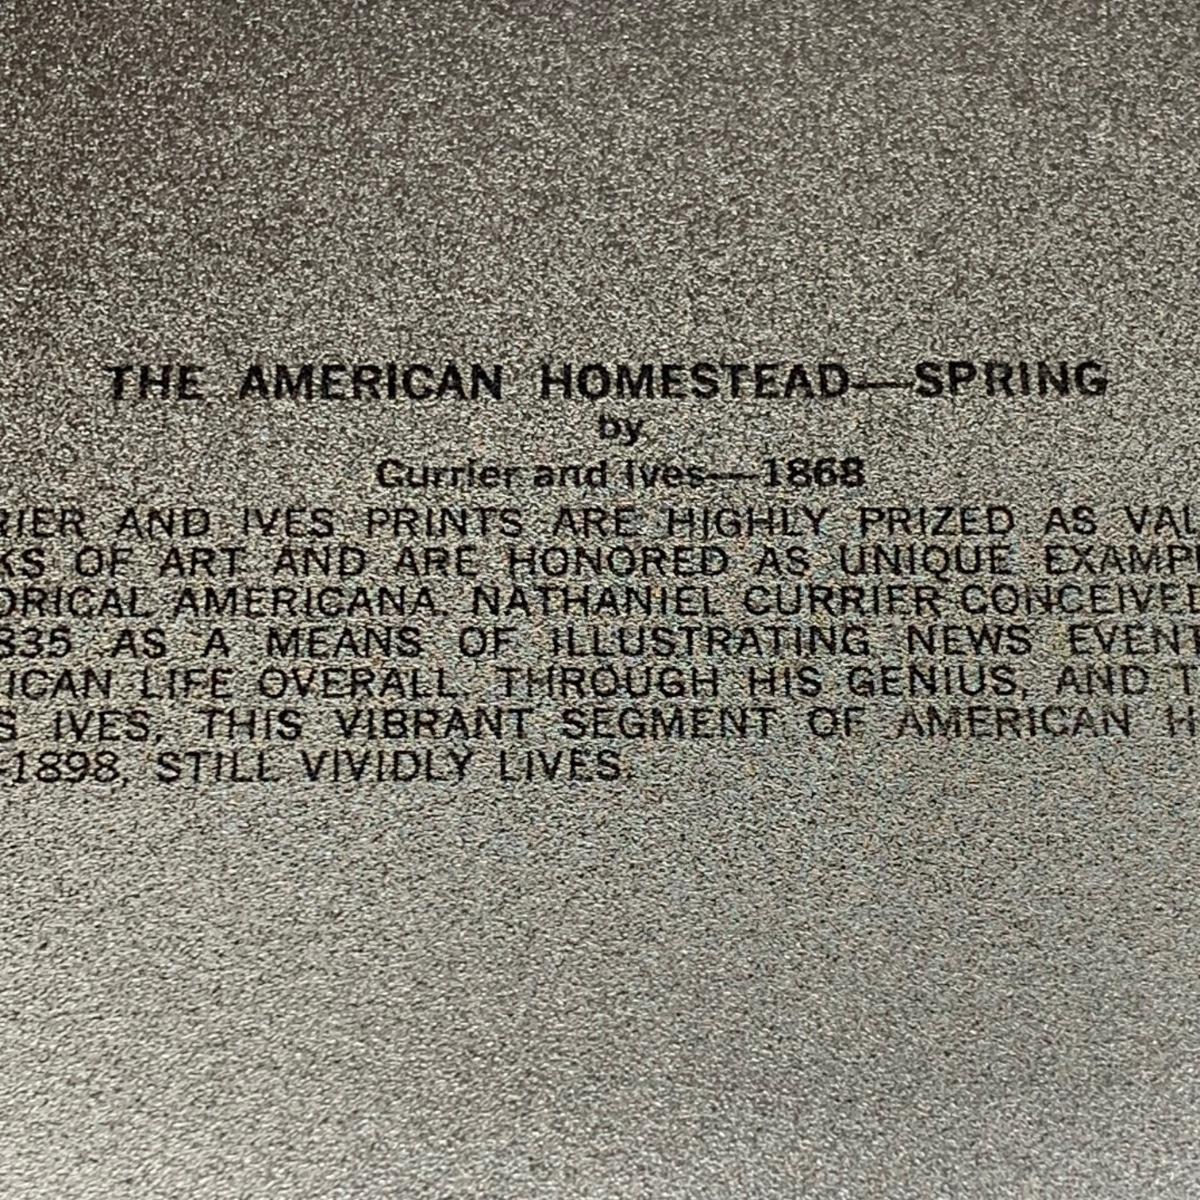 THE AMERICAN HOMESTEAD—SPRING
by
Currier and Ives—1868
RIER AND IVES PRINTS ARE HIGHLY PRIZED AS VAL
KS OF ART AND ARE HONORED AS UNIQUE EXAMPL
ORICAL AMERICANA. NATHANIEL CURRIER CONCEIVED
835 AS A MEANS OF ILLUSTRATING NEWS EVENT
ICAN LIFE OVERALL. THROUGH HIS GENIUS, AND T
S IVES, THIS VIBRANT SEGMENT OF AMERICAN H
-1898, STILL VIVIDLY LIVES.